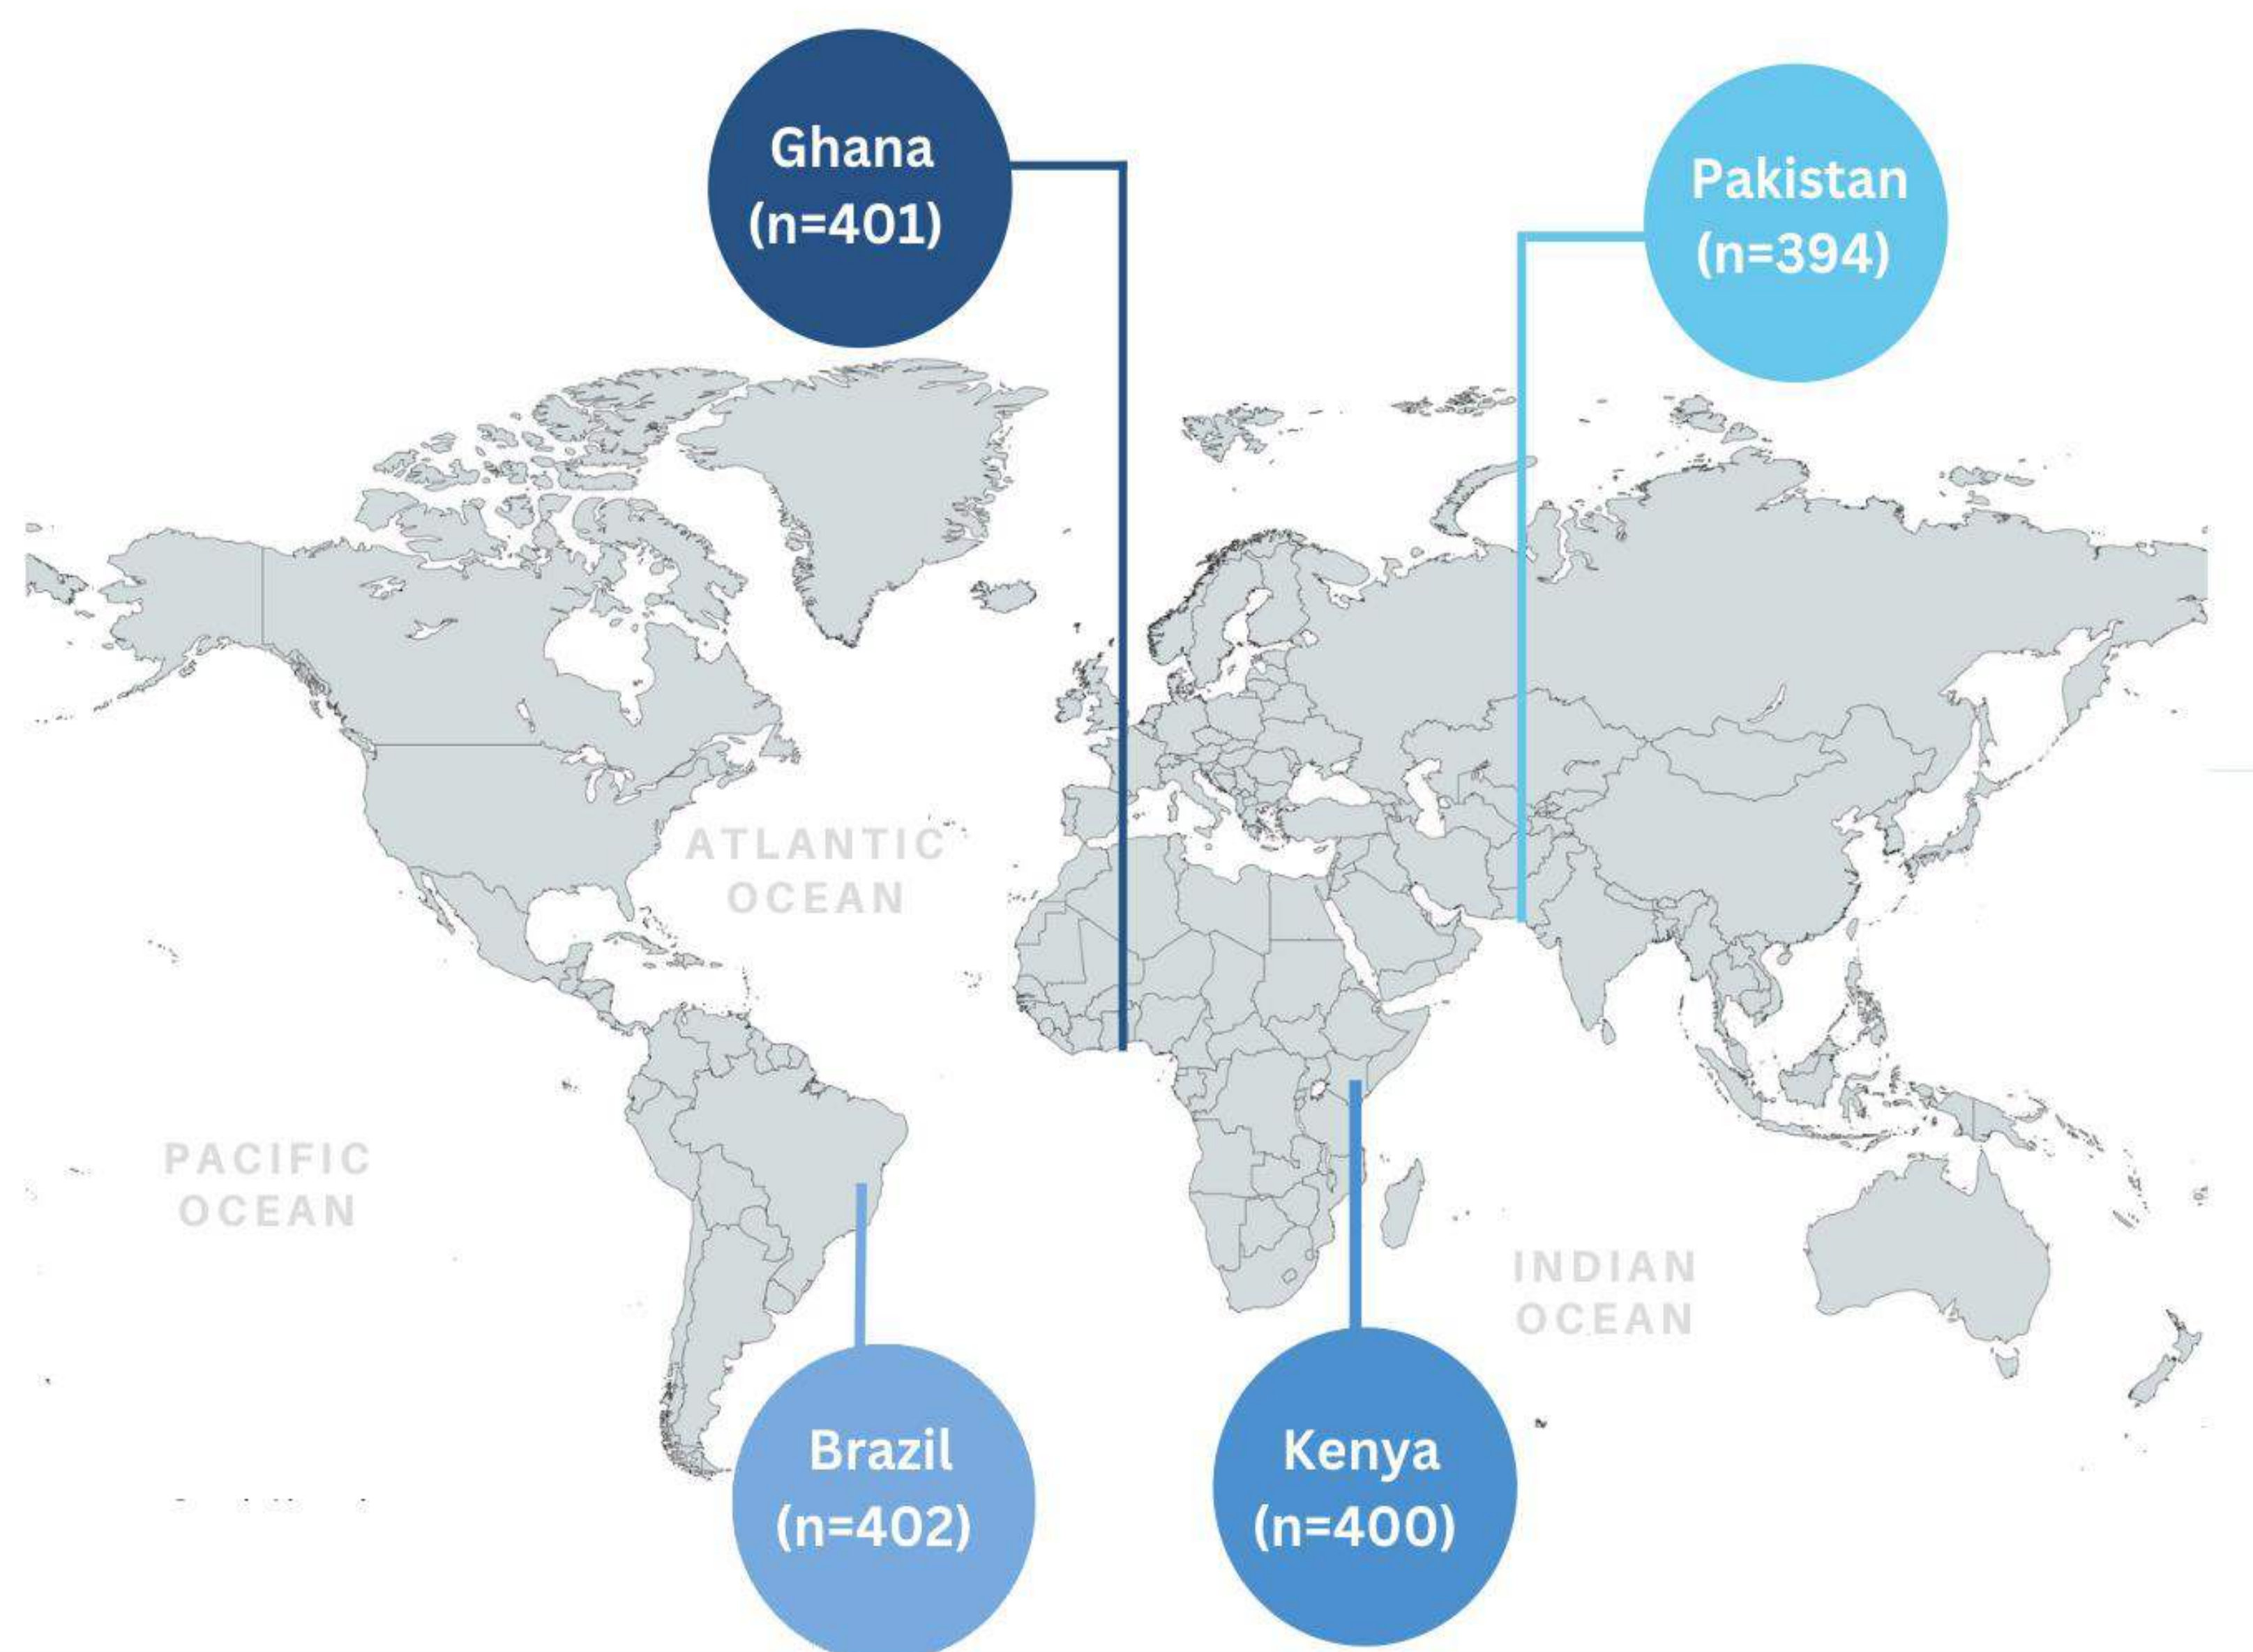 Ghana
(n=401)
Pakistan
(n=394)
ATLANTIC
OCEAN
PACIFIC
OCEAN
INDIAN
OCEAN
Brazil
(n=402)
Kenya
(n=400)